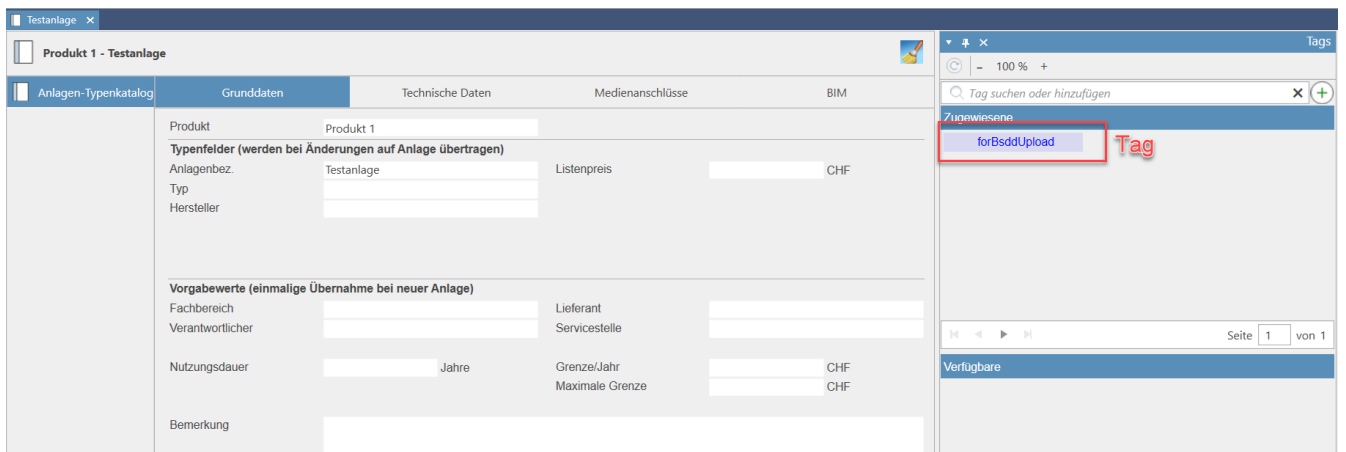 Testanlage
Produkt 1 - Testanlage
Anlagen-Typenkatalog
Grunddaten
Technische Daten
Medienanschlüsse
BIM
Produkt
Produkt 1
Typenfelder (werden bei Änderungen auf Anlage übertragen)
Anlagenbez.
Testanlage
Listenpreis
CHF
Typ
Hersteller
Vorgabewerte (einmalige Übernahme bei neuer Anlage)
Fachbereich
Lieferant
Verantwortlicher
Servicestelle
Nutzungsdauer
Jahre
Grenze/Jahr
CHF
Maximale Grenze
CHF
Bemerkung
Tags
– 100 % +
Tag suchen oder hinzufügen
Zugewiesene
forBsddUpload
Tag
Seite 1 von 1
Verfügbare